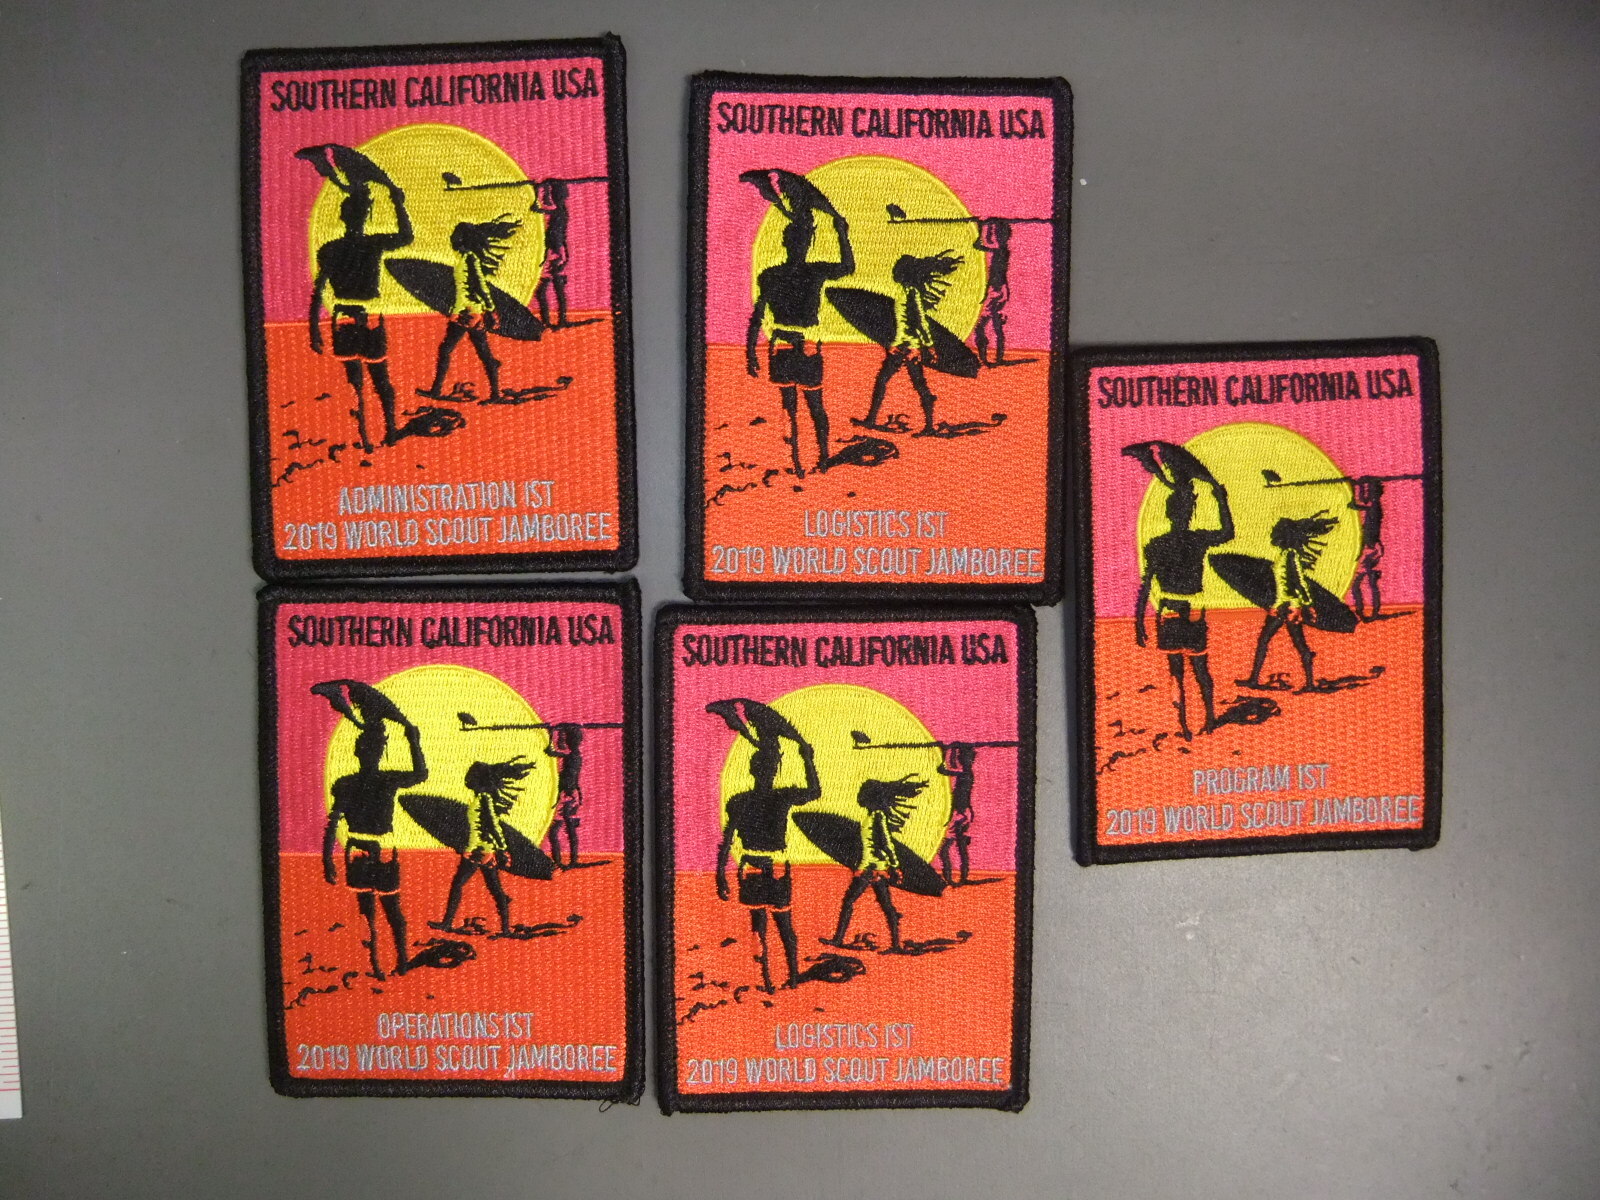 SOUTHERN CALIFORNIA USA
ADMINISTRATION IST
2019 WORLD SCOUT JAMBOREE
SOUTHERN CALIFORNIA USA
LOGISTICS IST
2019 WORLD SCOUT JAMBOREE
SOUTHERN CALIFORNIA USA
PROGRAM IST
2019 WORLD SCOUT JAMBOREE
SOUTHERN CALIFORNIA USA
OPERATIONS IST
2019 WORLD SCOUT JAMBOREE
SOUTHERN CALIFORNIA USA
LOGISTICS IST
2019 WORLD SCOUT JAMBOREE